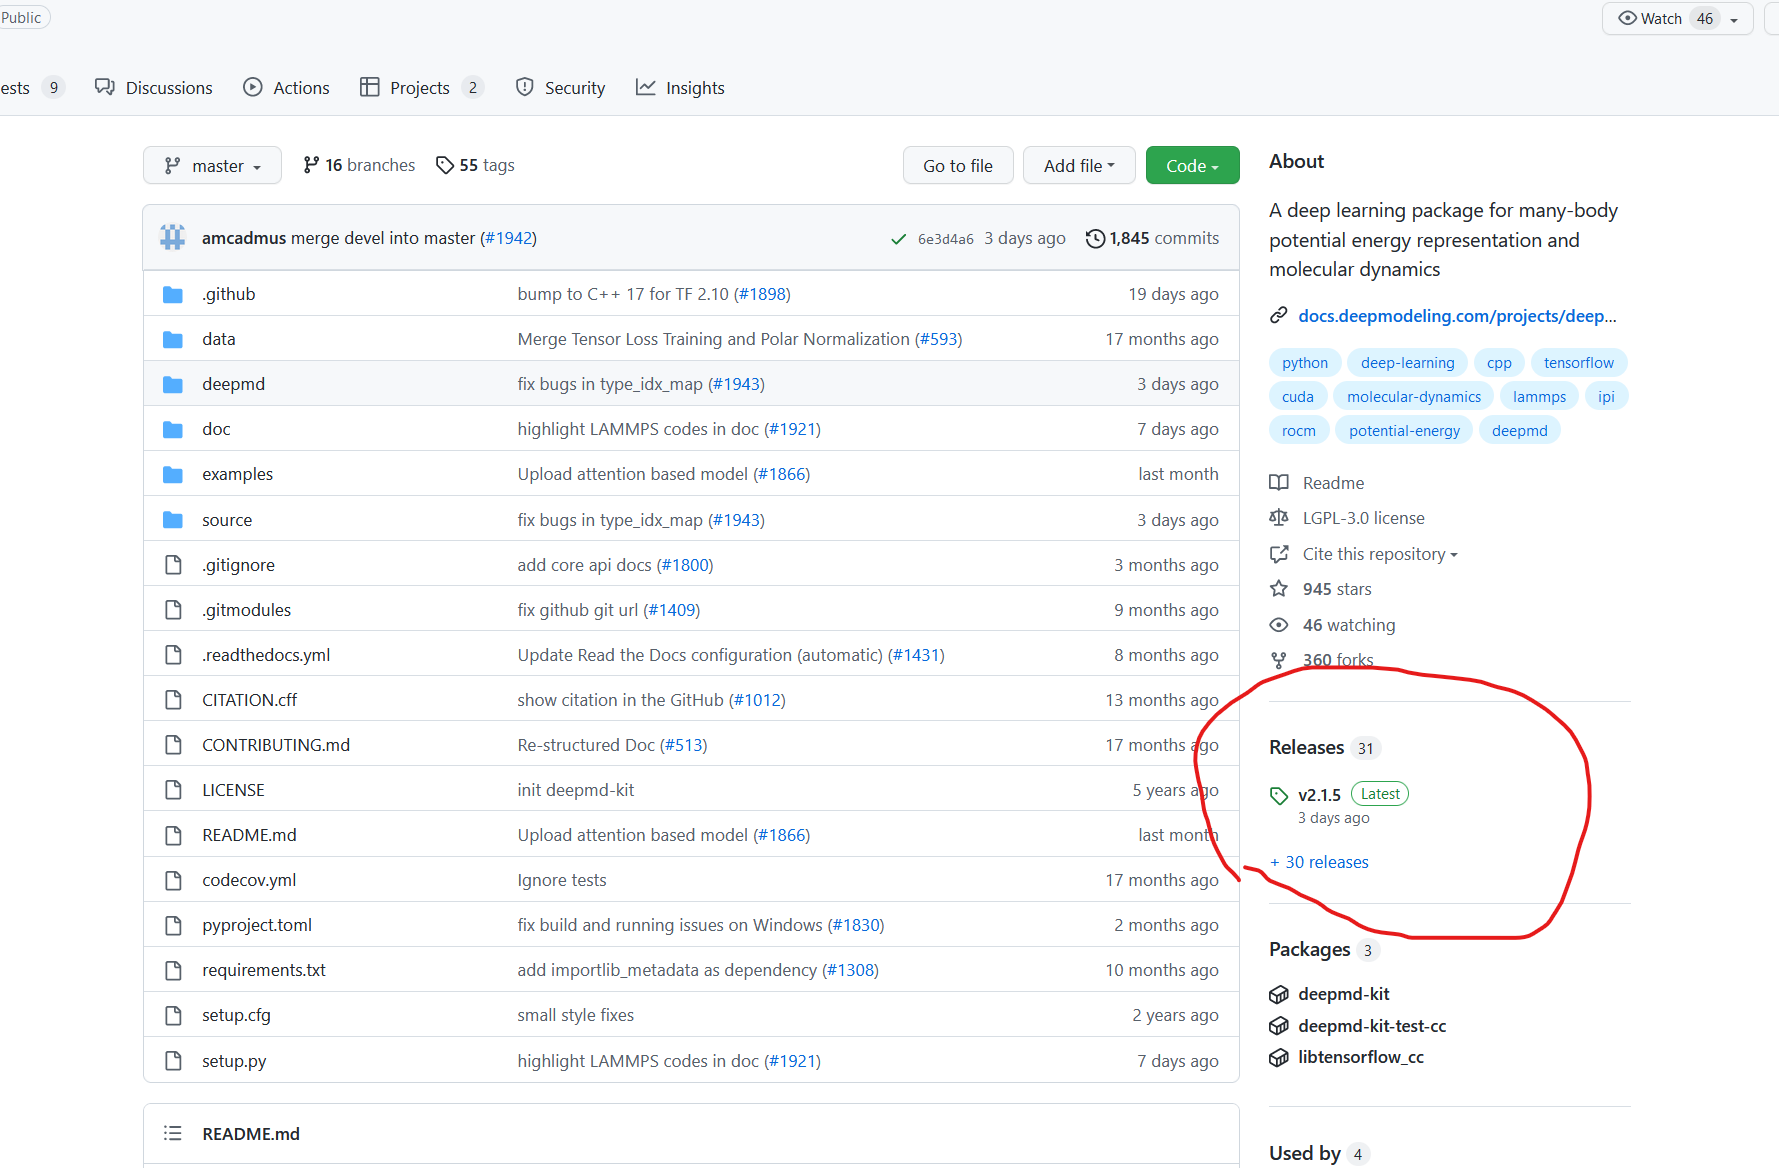 Public
Watch 46
ests 9 Discussions Actions Projects 2 Security Insights
master 16 branches 55 tags Go to file Add file Code
amcadmus merge devel into master (#1942) 6e3d4a6 3 days ago 1,845 commits
.github bump to C++ 17 for TF 2.10 (#1898) 19 days ago
data Merge Tensor Loss Training and Polar Normalization (#593) 17 months ago
deepmd fix bugs in type_idx_map (#1943) 3 days ago
doc highlight LAMMPS codes in doc (#1921) 7 days ago
examples Upload attention based model (#1866) last month
source fix bugs in type_idx_map (#1943) 3 days ago
.gitignore add core api docs (#1800) 3 months ago
.gitmodules fix github git url (#1409) 9 months ago
.readthedocs.yml Update Read the Docs configuration (automatic) (#1431) 8 months ago
CITATION.cff show citation in the GitHub (#1012) 13 months ago
CONTRIBUTING.md Re-structured Doc (#513) 17 months ago
LICENSE init deepmd-kit 5 years ago
README.md Upload attention based model (#1866) last month
codecov.yml Ignore tests 17 months ago
pyproject.toml fix build and running issues on Windows (#1830) 2 months ago
requirements.txt add importlib_metadata as dependency (#1308) 10 months ago
setup.cfg small style fixes 2 years ago
setup.py highlight LAMMPS codes in doc (#1921) 7 days ago
README.md
About
A deep learning package for many-body
potential energy representation and
molecular dynamics
docs.deepmodeling.com/projects/deep...
python deep-learning cpp tensorflow
cuda molecular-dynamics lammps ipi
rocm potential-energy deepmd
Readme
LGPL-3.0 license
Cite this repository
945 stars
46 watching
360 forks
Releases 31
v2.1.5 Latest
3 days ago
+ 30 releases
Packages 3
deepmd-kit
deepmd-kit-test-cc
libtensorflow_cc
Used by 4